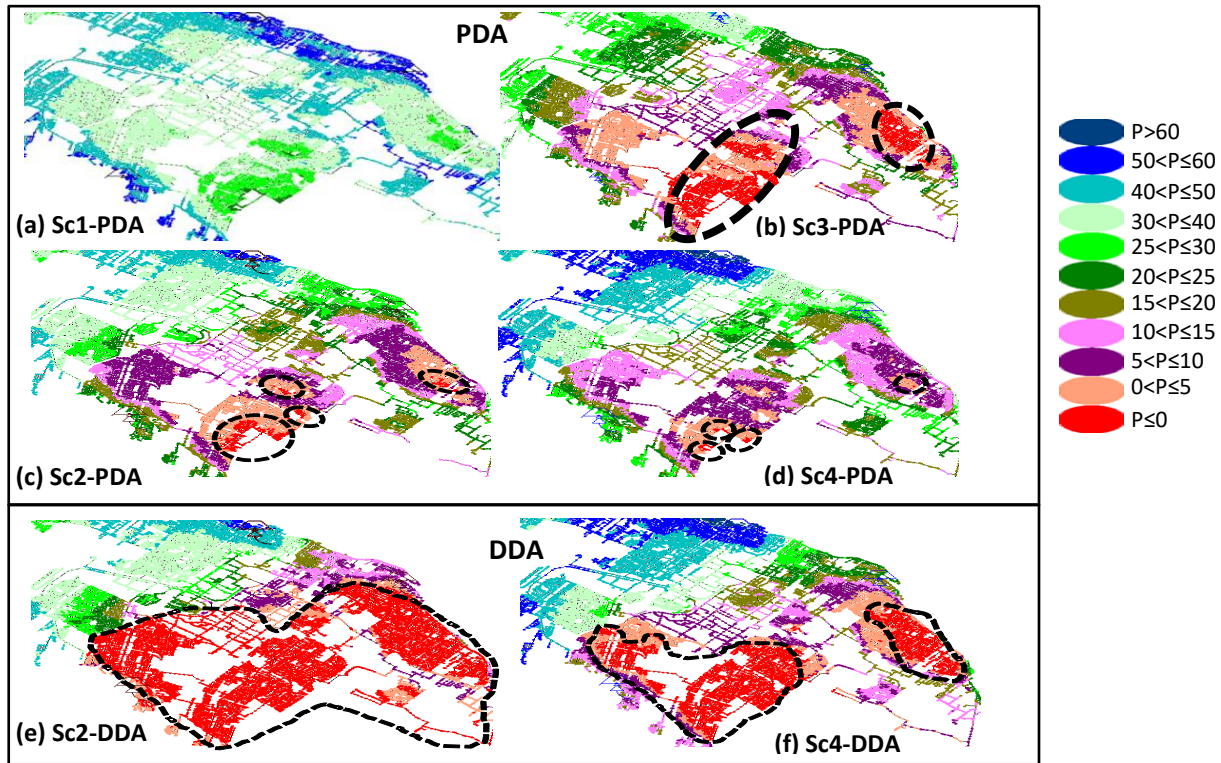 PDA
(a) Sc1-PDA
(b) Sc3-PDA
(c) Sc2-PDA
(d) Sc4-PDA
DDA
(e) Sc2-DDA
(f) Sc4-DDA
P>60
50<P≤60
40<P≤50
30<P≤40
25<P≤30
20<P≤25
15<P≤20
10<P≤15
5<P≤10
0<P≤5
P≤0